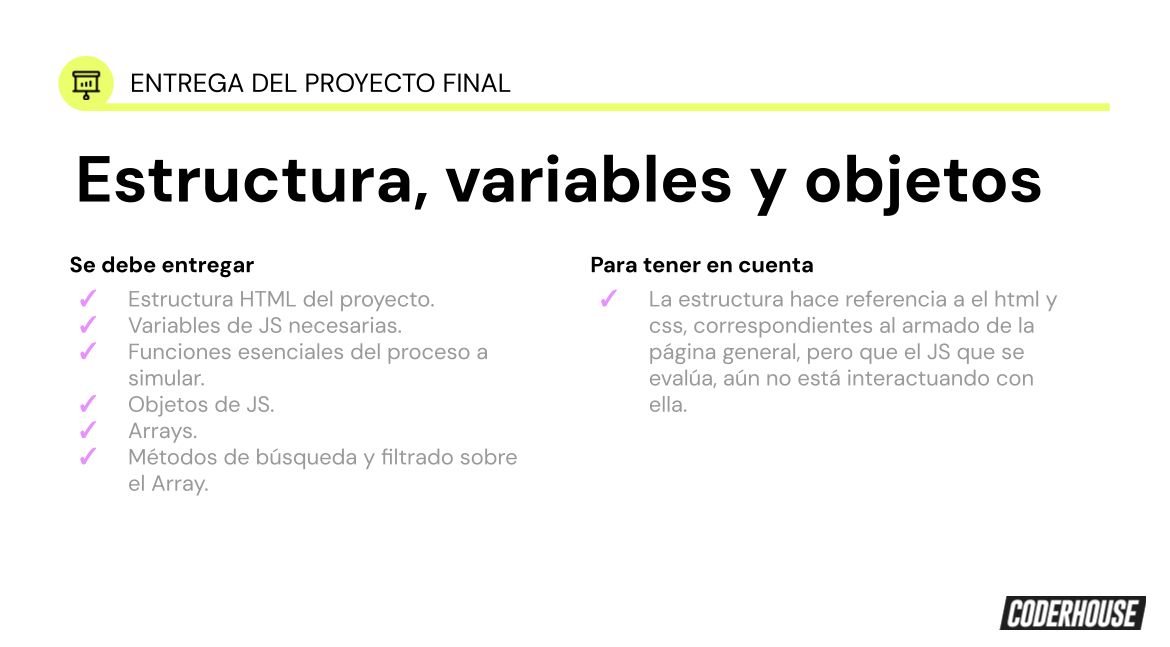 ENTREGA DEL PROYECTO FINAL
Estructura, variables y objetos
Se debe entregar
✓ Estructura HTML del proyecto.
✓ Variables de JS necesarias.
✓ Funciones esenciales del proceso a
simular.
✓ Objetos de JS.
✓ Arrays.
✓ Métodos de búsqueda y filtrado sobre
el Array.
Para tener en cuenta
✓ La estructura hace referencia a el html y
css, correspondientes al armado de la
página general, pero que el JS que se
evalúa, aún no está interactuando con
ella.
CODERHOUSE